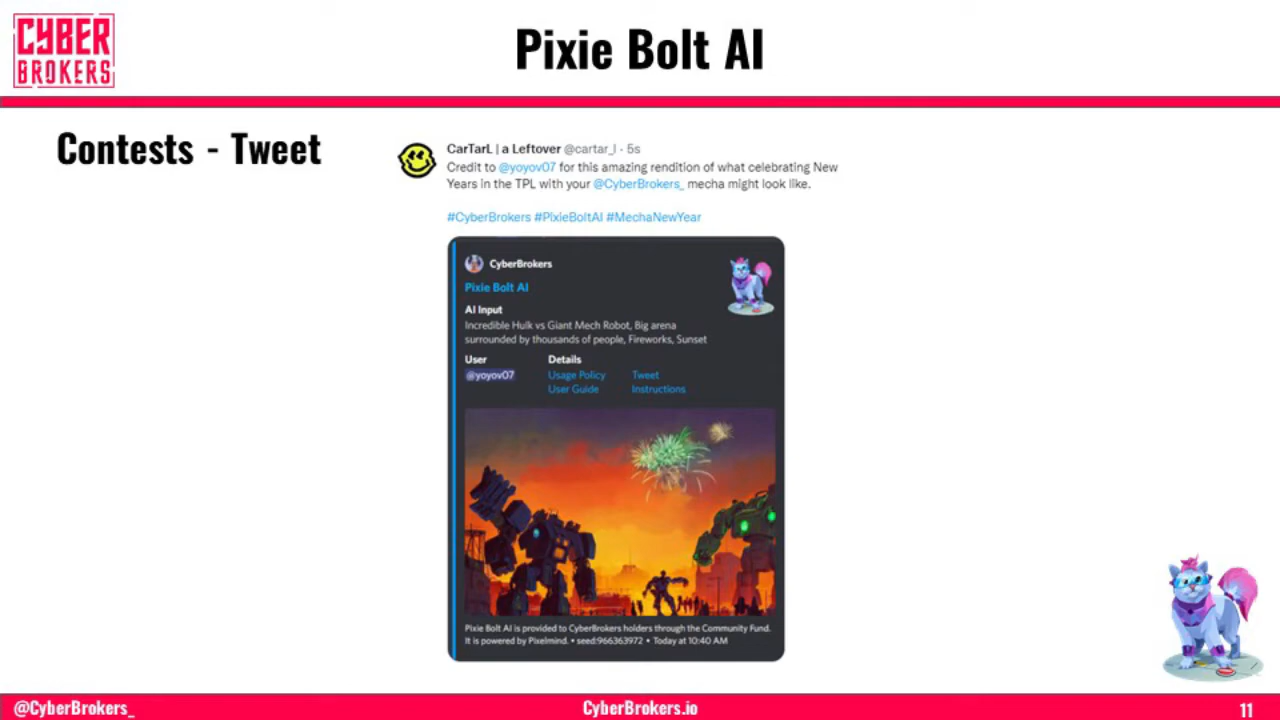 CYBER
BROKERS
Pixie Bolt AI
Contests - Tweet
CarTarL | a Leftover @cartar_l · 5s
Credit to @yoyov07 for this amazing rendition of what celebrating New
Years in the TPL with your @CyberBrokers_ mecha might look like.
#CyberBrokers #PixieBoltAI #MechaNewYear
CyberBrokers
Pixie Bolt AI
AI Input
Incredible Hulk vs Giant Mech Robot, Big arena
surrounded by thousands of people, Fireworks, Sunset
User Details
@yoyov07 Usage Policy Tweet
User Guide Instructions
Pixie Bolt AI is provided to CyberBrokers holders through the Community Fund.
It is powered by Pixelmind. • seed:966363972 • Today at 10:40 AM
@CyberBrokers_ CyberBrokers.io 11